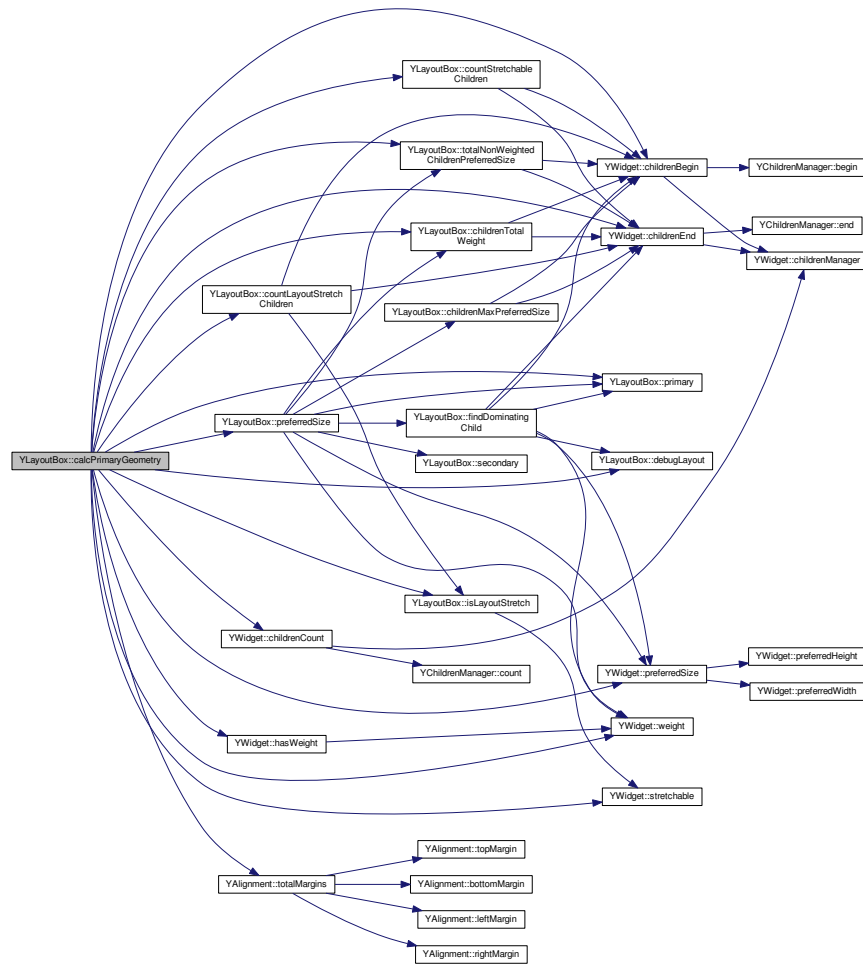 YLayoutBox::countStretchable
Children
YLayoutBox::totalNonWeighted
ChildrenPreferredSize
YWidget::childrenBegin
YChildrenManager::begin
YLayoutBox::childrenTotal
Weight
YWidget::childrenEnd
YChildrenManager::end
YWidget::childrenManager
YLayoutBox::countLayoutStretch
Children
YLayoutBox::childrenMaxPreferredSize
YLayoutBox::primary
YLayoutBox::preferredSize
YLayoutBox::findDominating
Child
YLayoutBox::calcPrimaryGeometry
YLayoutBox::secondary
YLayoutBox::debugLayout
YLayoutBox::isLayoutStretch
YWidget::childrenCount
YChildrenManager::count
YWidget::preferredSize
YWidget::preferredHeight
YWidget::preferredWidth
YWidget::weight
YWidget::hasWeight
YWidget::stretchable
YAlignment::topMargin
YAlignment::totalMargins
YAlignment::bottomMargin
YAlignment::leftMargin
YAlignment::rightMargin